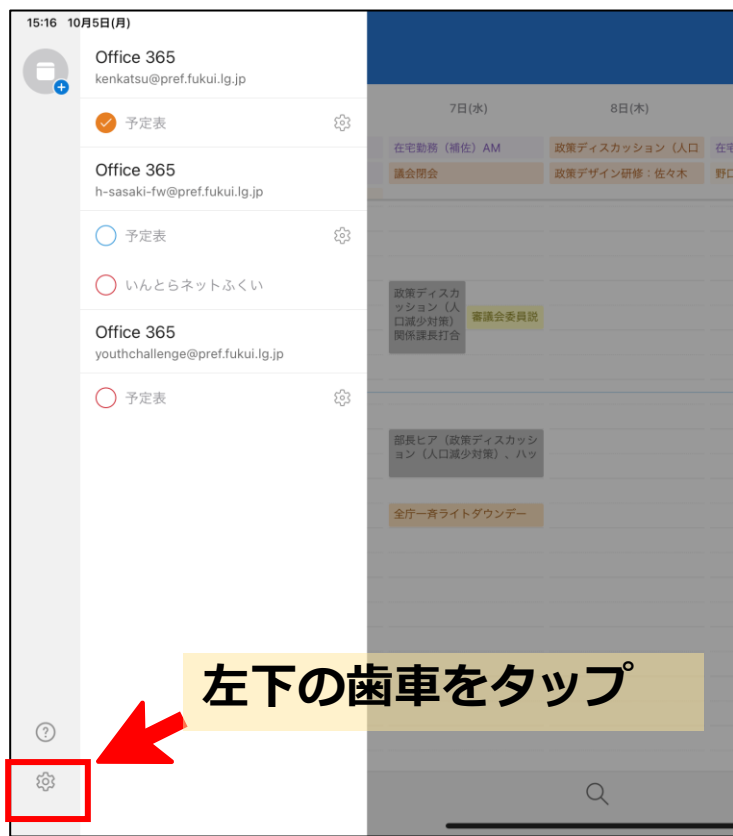 15:16 10月5日(月)
Office 365
kenkatsu@pref.fukui.lg.jp
予定表
Office 365
h-sasaki-fw@pref.fukui.lg.jp
予定表
いんとらネットふくい
Office 365
youthchallenge@pref.fukui.lg.jp
予定表
7日(水)
8日(木)
在宅勤務（補佐）AM
政策ディスカッション（人口
在宅
議会閉会
政策デザイン研修：佐々木
野口
政策ディスカ
ッション（人
口減少対策）
関係課長打合
審議会委員説
部長ヒア（政策ディスカッシ
ョン（人口減少対策）、ハッ
全庁一斉ライトダウンデー
左下の歯車をタップ